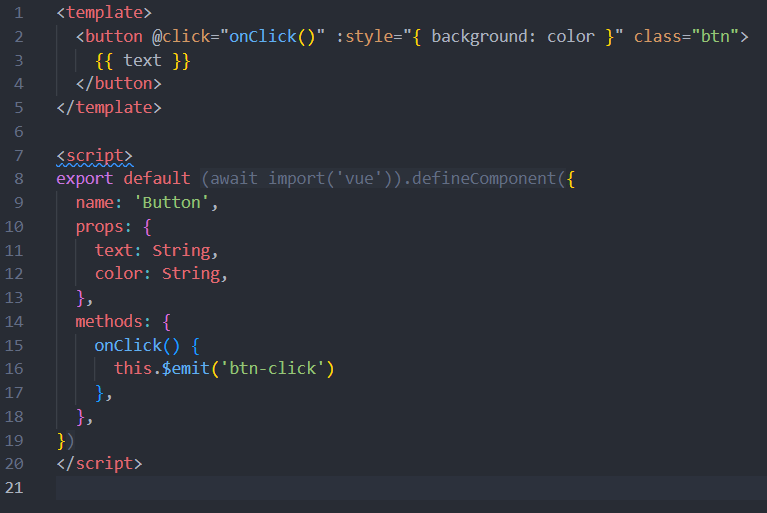 1 <template>
2   <button @click="onClick()" :style="{ background: color }" class="btn">
3     {{ text }}
4   </button>
5 </template>
6
7 <script>
8 export default (await import('vue')).defineComponent({
9   name: 'Button',
10   props: {
11     text: String,
12     color: String,
13   },
14   methods: {
15     onClick() {
16       this.$emit('btn-click')
17     },
18   },
19 })
20 </script>
21